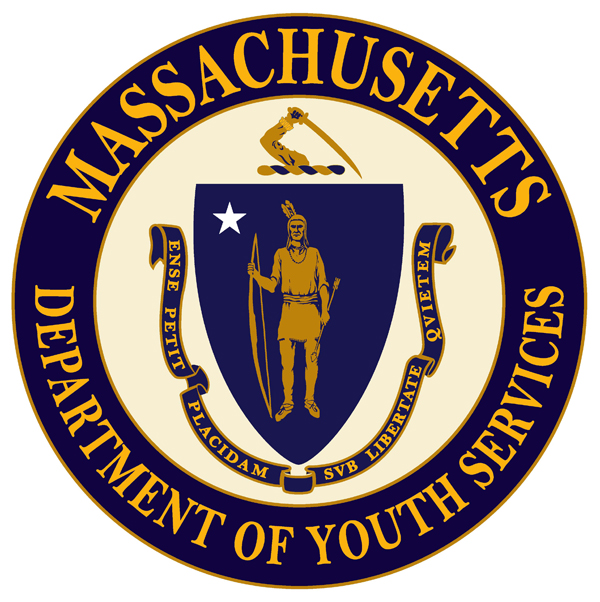 MASSACHUSETTS
DEPARTMENT OF YOUTH SERVICES
ENSE PETIT PLACIDAM SVB LIBERTATE QVIETEM